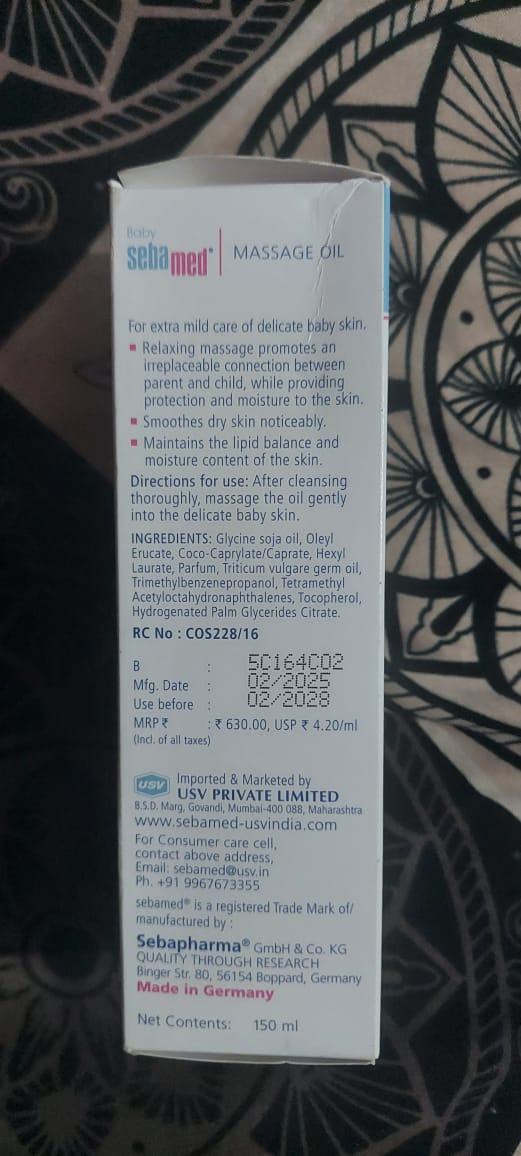 Baby
sebamed® | MASSAGE OIL
For extra mild care of delicate baby skin.
▪ Relaxing massage promotes an
irreplaceable connection between
parent and child, while providing
protection and moisture to the skin.
▪ Smoothes dry skin noticeably.
▪ Maintains the lipid balance and
moisture content of the skin.
Directions for use: After cleansing
thoroughly, massage the oil gently
into the delicate baby skin.
INGREDIENTS: Glycine soja oil, Oleyl
Erucate, Coco-Caprylate/Caprate, Hexyl
Laurate, Parfum, Triticum vulgare germ oil,
Trimethylbenzenepropanol, Tetramethyl
Acetyloctahydronaphthalenes, Tocopherol,
Hydrogenated Palm Glycerides Citrate.
RC No : COS228/16
B : 5C164C02
Mfg. Date : 02/2025
Use before : 02/2028
MRP ₹ : ₹ 630.00, USP ₹ 4.20/ml
(Incl. of all taxes)
USV Imported & Marketed by
USV PRIVATE LIMITED
B.S.D. Marg, Govandi, Mumbai-400 088, Maharashtra
www.sebamed-usvindia.com
For Consumer care cell,
contact above address,
Email: sebamed@usv.in
Ph. +91 9967673355
sebamed® is a registered Trade Mark of/
manufactured by :
Sebapharma® GmbH & Co. KG
QUALITY THROUGH RESEARCH
Binger Str. 80, 56154 Boppard, Germany
Made in Germany
Net Contents: 150 ml